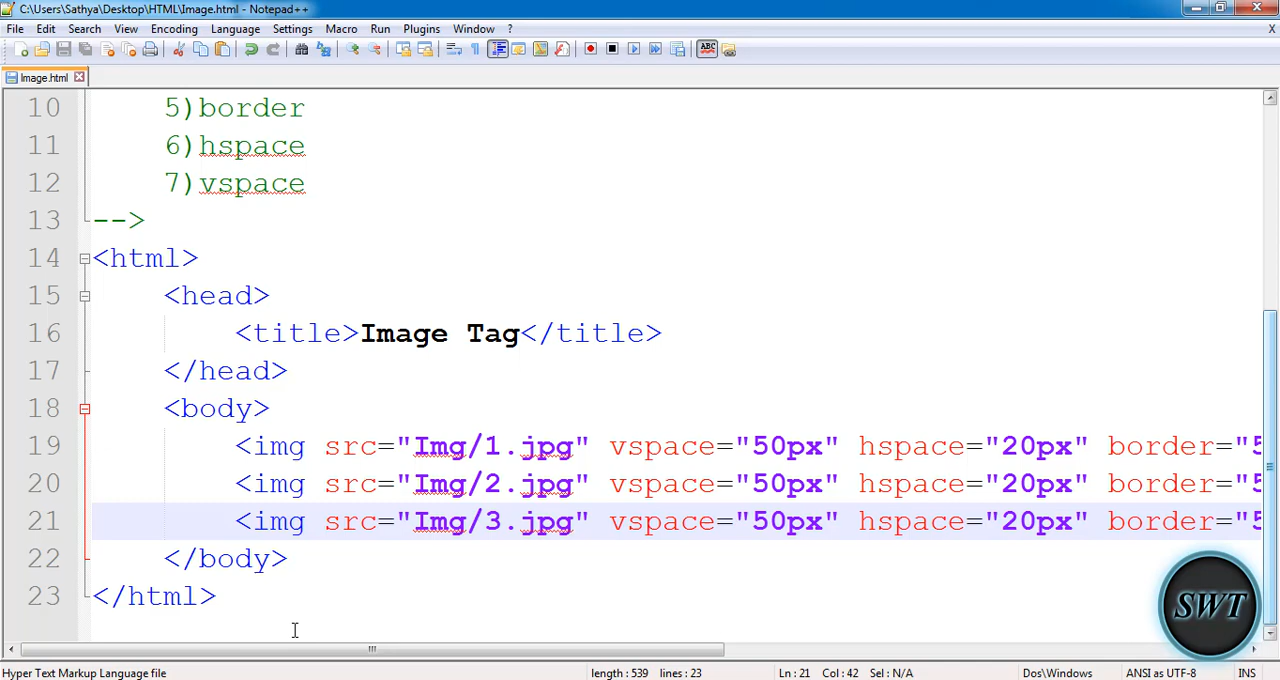 C:\Users\Sathya\Desktop\HTML\Image.html - Notepad++
File Edit Search View Encoding Language Settings Macro Run Plugins Window ? X
ABC
Image.html
10 5)border
11 6)hspace
12 7)vspace
13 -->
14 <html>
15 <head>
16 <title>Image Tag</title>
17 </head>
18 <body>
19 <img src="Img/1.jpg" vspace="50px" hspace="20px" border="5
20 <img src="Img/2.jpg" vspace="50px" hspace="20px" border="5
21 <img src="Img/3.jpg" vspace="50px" hspace="20px" border="5
22 </body>
23 </html>
SWT
Hyper Text Markup Language file length : 539 lines : 23 Ln : 21 Col : 42 Sel : N/A Dos\Windows ANSI as UTF-8 INS